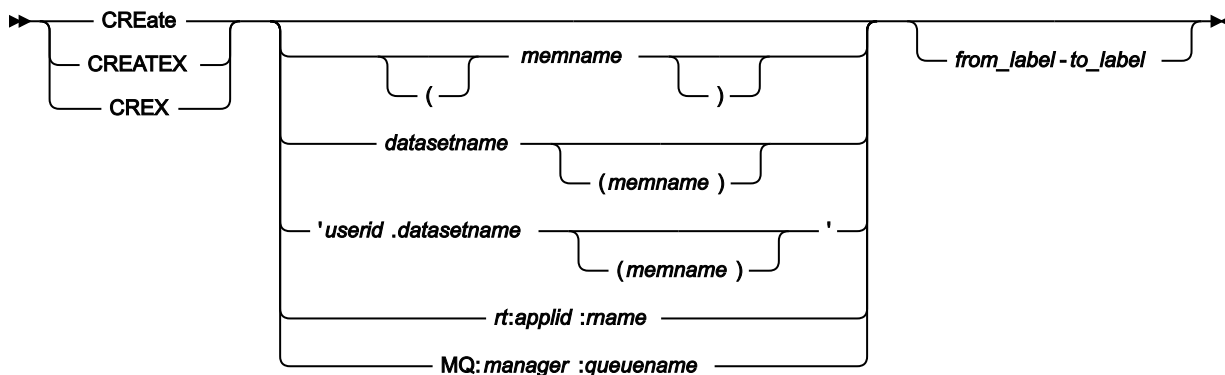 CREate
CREATEX
CREX
memname
( )
from_label-to_label
datasetname
(memname)
'userid.datasetname '
(memname)
rt:applid:rname
MQ:manager:queuename